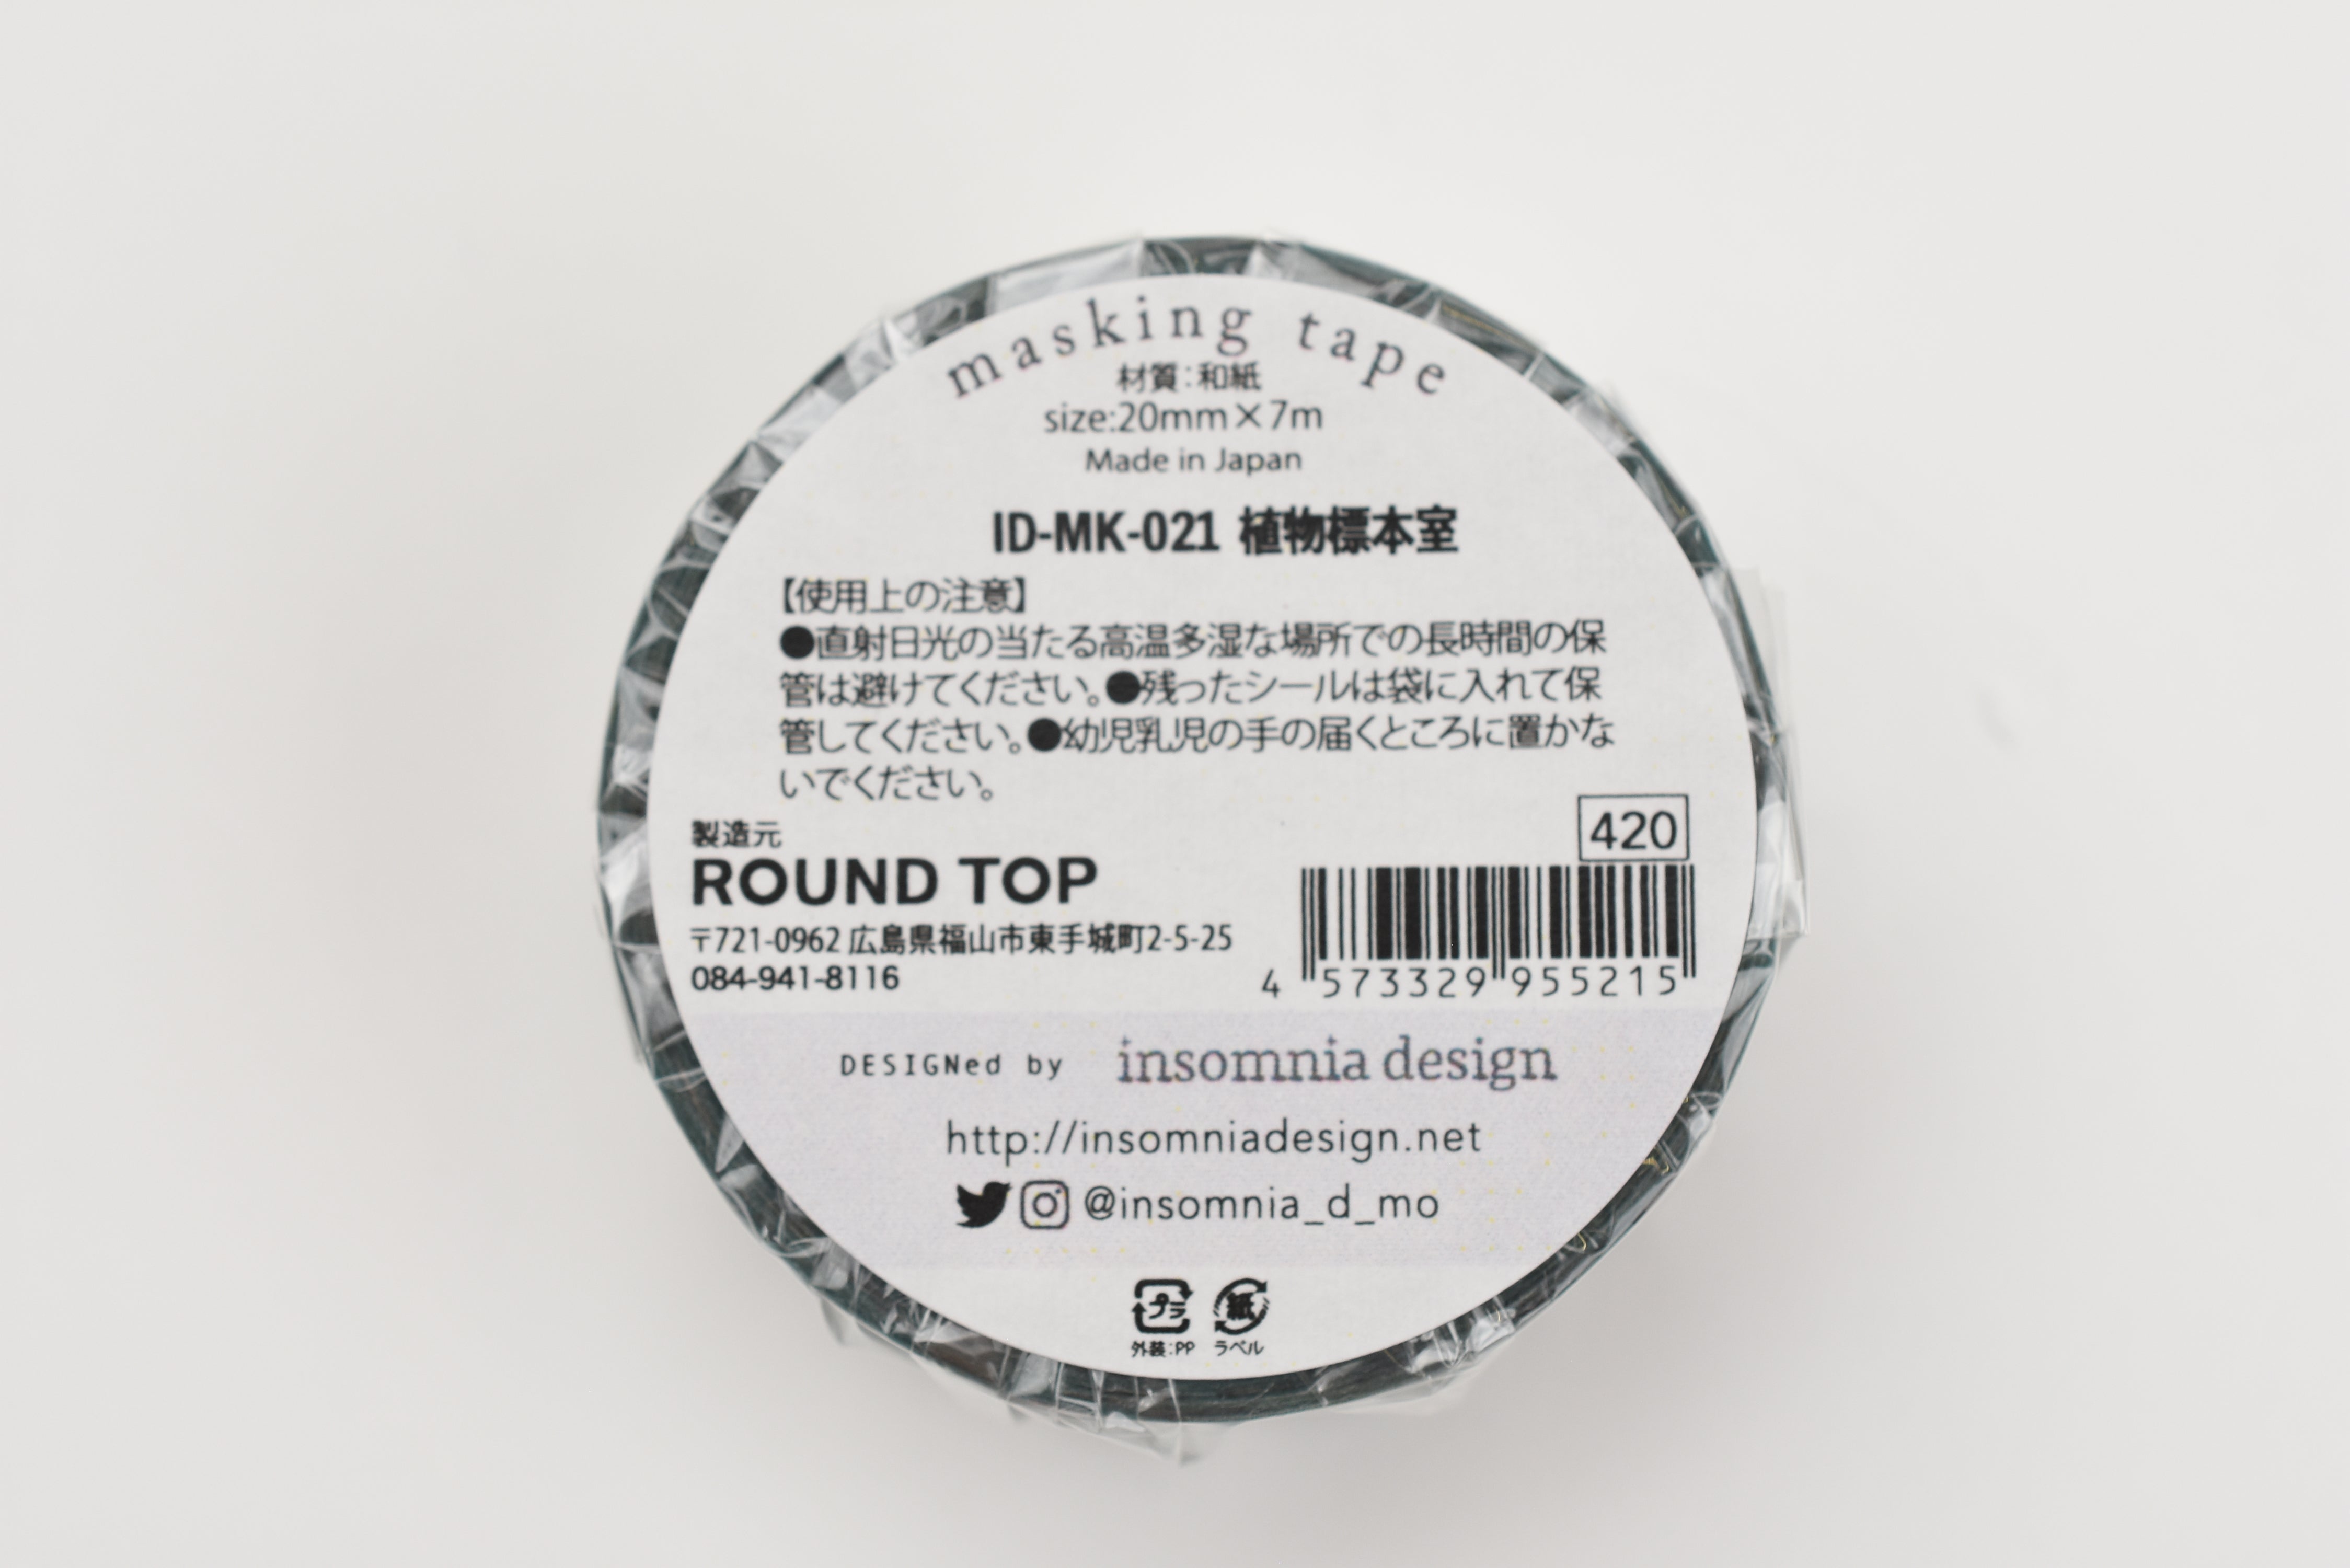 masking tape
材質：和紙
size:20mm×7m
Made in Japan
ID-MK-021 植物標本室
【使用上の注意】
●直射日光の当たる高温多湿な場所での長時間の保
管は避けてください。●残ったシールは袋に入れて保
管してください。●幼児乳児の手の届くところに置かな
いでください。
420
製造元
ROUND TOP
〒721-0962 広島県福山市東手城町2-5-25
084-941-8116
4 573329 955215
DESIGNed by insomnia design
http://insomniadesign.net
@insomnia_d_mo
プラ 紙
外装：PP ラベル